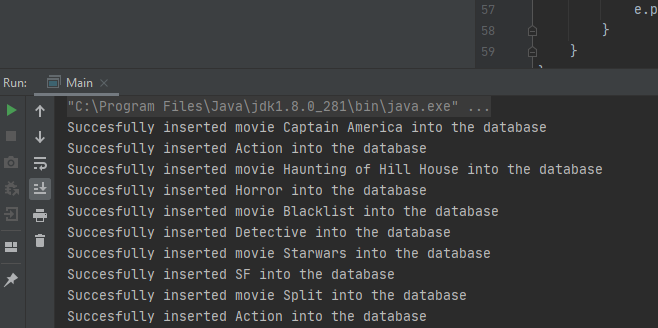 57
e.p
58
}
59
}
Run:
Main
"C:\Program Files\Java\jdk1.8.0_281\bin\java.exe" ...
Succesfully inserted movie Captain America into the database
Succesfully inserted Action into the database
Succesfully inserted movie Haunting of Hill House into the database
Succesfully inserted Horror into the database
Succesfully inserted movie Blacklist into the database
Succesfully inserted Detective into the database
Succesfully inserted movie Starwars into the database
Succesfully inserted SF into the database
Succesfully inserted movie Split into the database
Succesfully inserted Action into the database